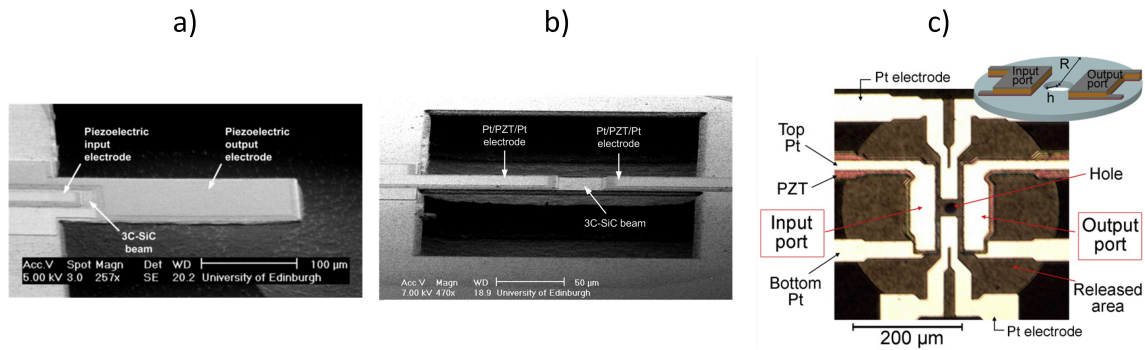 a)
b)
c)
Piezoelectric
input
electrode
Piezoelectric
output
electrode
3C-SiC
beam
Acc.V Spot Magn Det WD
5.00 kV 3.0 257x SE 20.2 University of Edinburgh
100 µm
Pt/PZT/Pt
electrode
Pt/PZT/Pt
electrode
3C-SiC
beam
Acc.V Magn WD
7.00 kV 470x 18.9 University of Edinburgh
50 µm
Pt electrode
Input
port
Output
port
R
h
Top
Pt
PZT
Hole
Input
port
Output
port
Bottom
Pt
Released
area
200 µm
Pt electrode